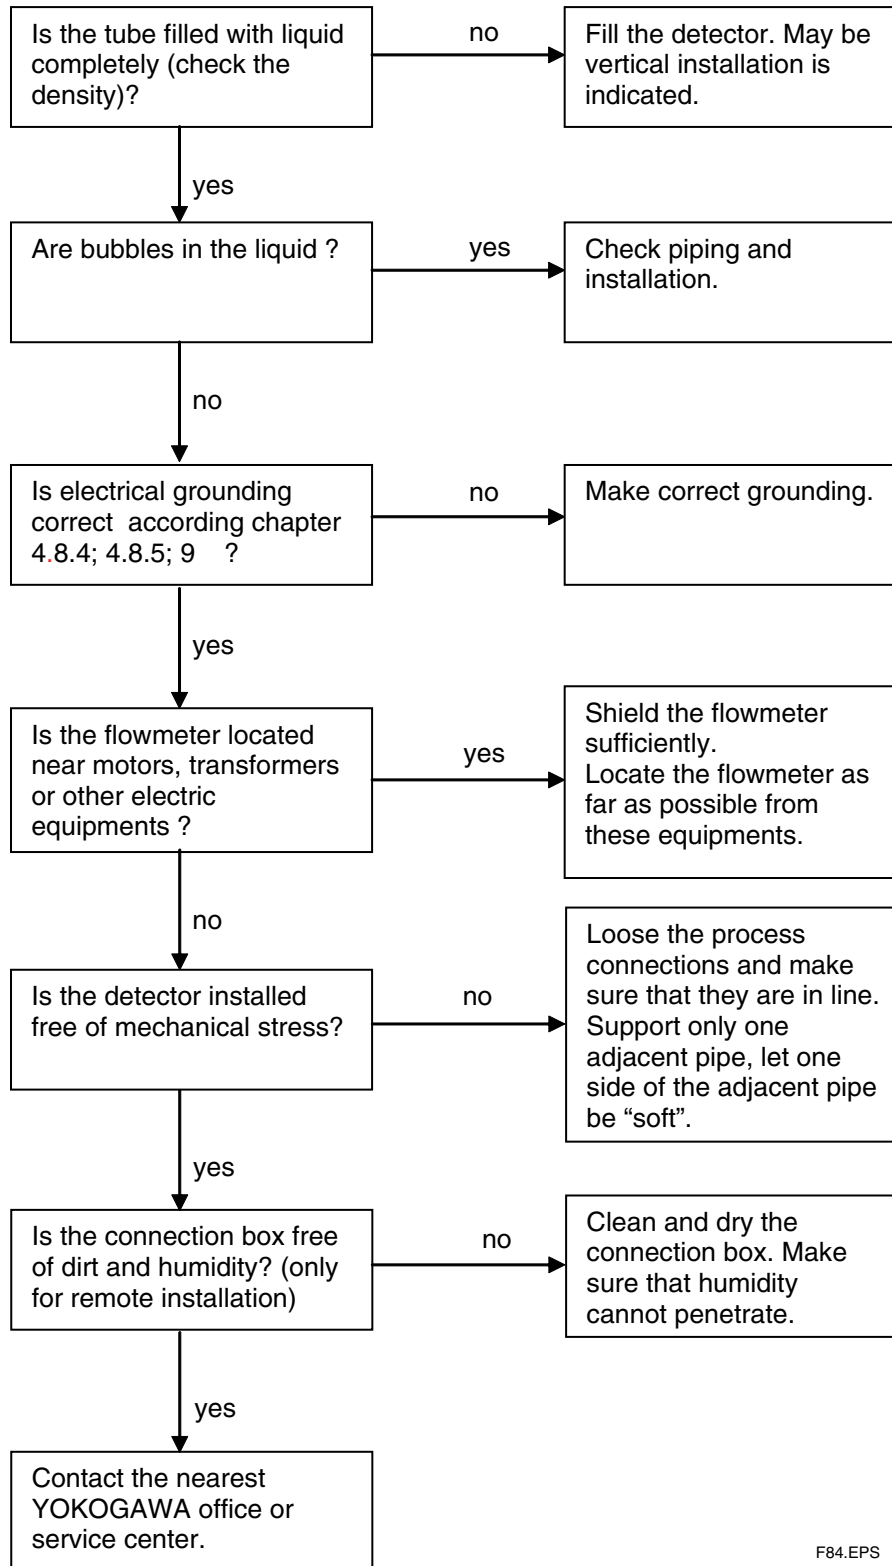 Is the tube filled with liquid
completely (check the
density)?
no
Fill the detector. May be
vertical installation is
indicated.
yes
Are bubbles in the liquid ?
yes
Check piping and
installation.
no
Is electrical grounding
correct according chapter
4.8.4; 4.8.5; 9 ?
no
Make correct grounding.
yes
Is the flowmeter located
near motors, transformers
or other electric
equipments ?
yes
Shield the flowmeter
sufficiently.
Locate the flowmeter as
far as possible from
these equipments.
no
Is the detector installed
free of mechanical stress?
no
Loose the process
connections and make
sure that they are in line.
Support only one
adjacent pipe, let one
side of the adjacent pipe
be “soft”.
yes
Is the connection box free
of dirt and humidity? (only
for remote installation)
no
Clean and dry the
connection box. Make
sure that humidity
cannot penetrate.
yes
Contact the nearest
YOKOGAWA office or
service center.
F84.EPS